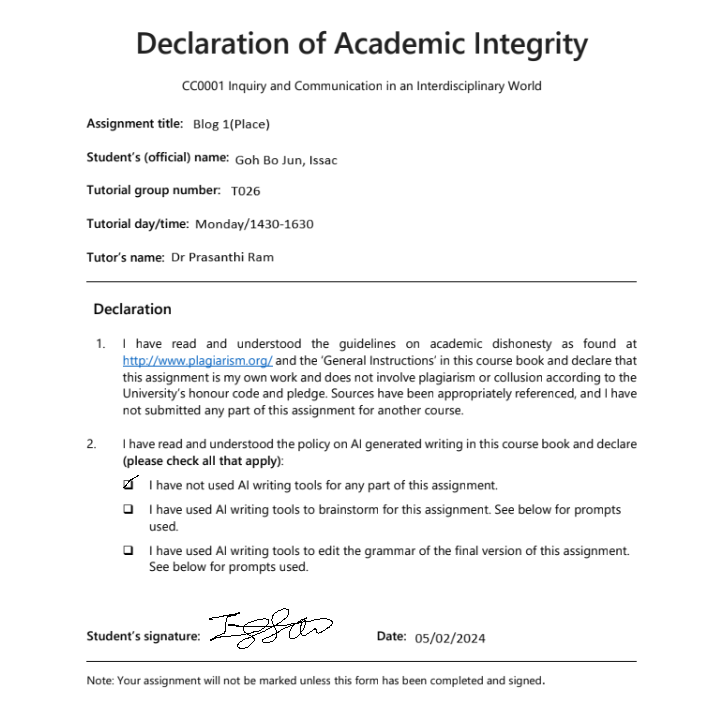 Declaration of Academic Integrity
CC0001 Inquiry and Communication in an Interdisciplinary World
Assignment title: Blog 1(Place)
Student's (official) name: Goh Bo Jun, Issac
Tutorial group number: T026
Tutorial day/time: Monday/1430-1630
Tutor's name: Dr Prasanthi Ram
Declaration
1. I have read and understood the guidelines on academic dishonesty as found at
http://www.plagiarism.org/ and the 'General Instructions' in this course book and declare that
this assignment is my own work and does not involve plagiarism or collusion according to the
University's honour code and pledge. Sources have been appropriately referenced, and I have
not submitted any part of this assignment for another course.
2. I have read and understood the policy on AI generated writing in this course book and declare
(please check all that apply):
I have not used AI writing tools for any part of this assignment.
I have used AI writing tools to brainstorm for this assignment. See below for prompts
used.
I have used AI writing tools to edit the grammar of the final version of this assignment.
See below for prompts used.
Student's signature: Date: 05/02/2024
Note: Your assignment will not be marked unless this form has been completed and signed.